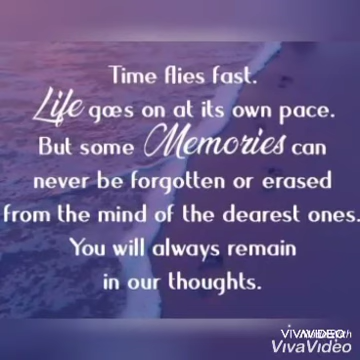 Time flies fast.
Life goes on at its own pace.
But some Memories can
never be forgotten or erased
from the mind of the dearest ones.
You will always remain
in our thoughts.
VIVAVIDEO
VivaVideo